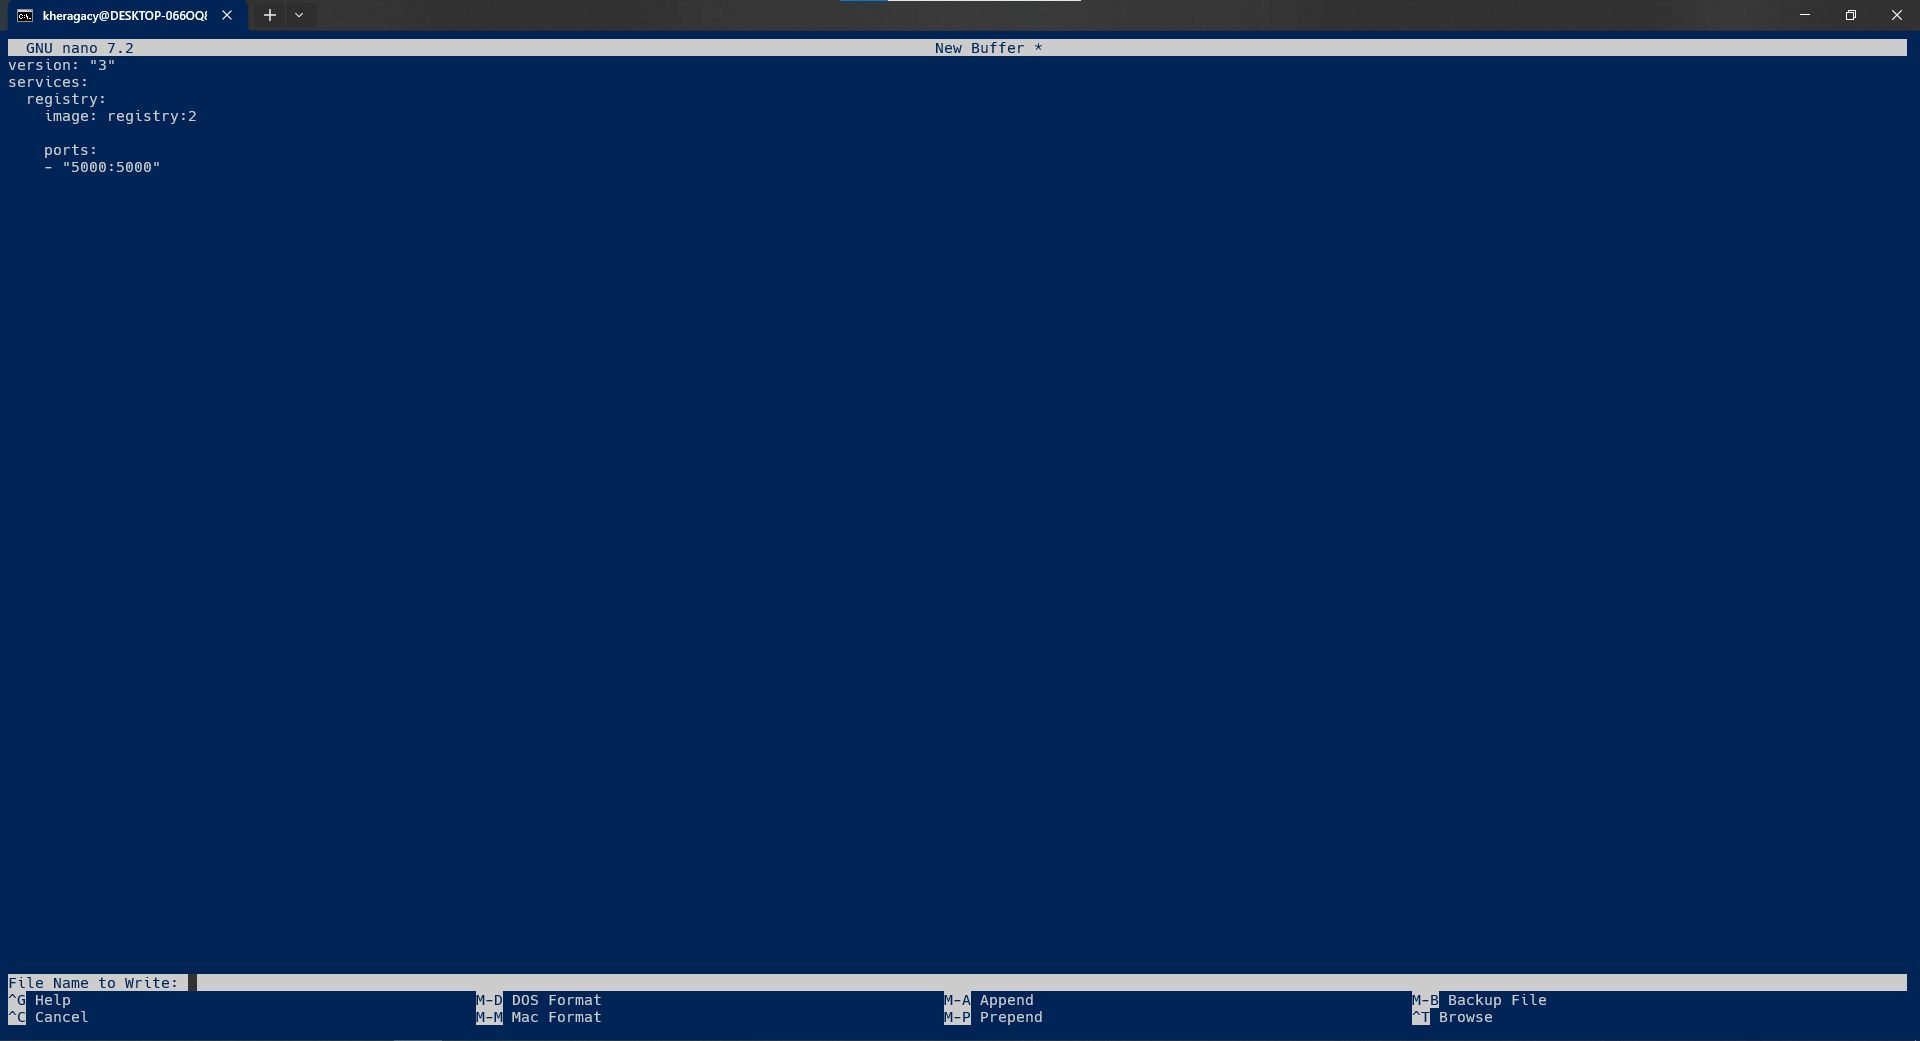 kheragacy@DESKTOP-066OQ
GNU nano 7.2 New Buffer *
version: "3"
services:
  registry:
    image: registry:2

    ports:
    - "5000:5000"
File Name to Write:
^G Help M-D DOS Format M-A Append M-B Backup File
^C Cancel M-M Mac Format M-P Prepend ^T Browse